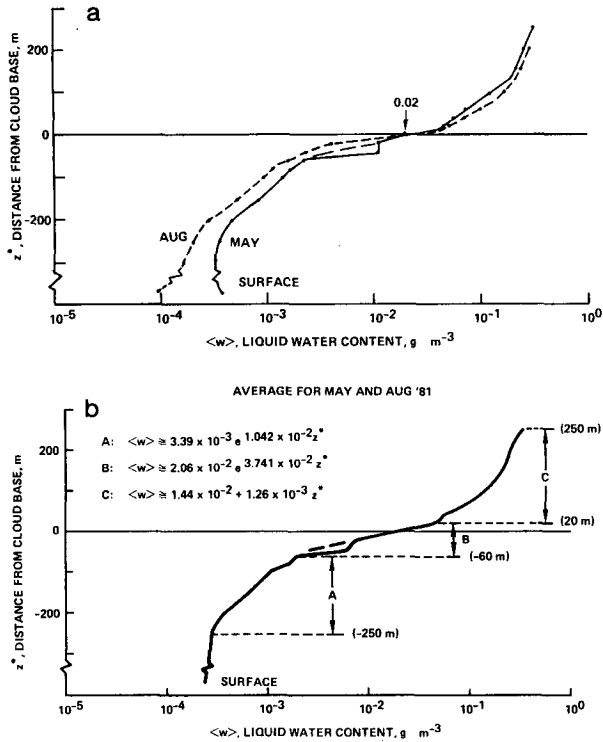 a
200
0
-200
z*, DISTANCE FROM CLOUD BASE, m
0.02
AUG
MAY
SURFACE
10⁻⁵ 10⁻⁴ 10⁻³ 10⁻² 10⁻¹ 10⁰
<w>, LIQUID WATER CONTENT, g m⁻³
AVERAGE FOR MAY AND AUG '81
b
A: <w> ≅ 3.39 x 10⁻³ e^1.042 x 10⁻² z*
B: <w> ≅ 2.06 x 10⁻² e^3.741 x 10⁻² z*
C: <w> ≅ 1.44 x 10⁻² + 1.26 x 10⁻³ z*
200
0
-200
z*, DISTANCE FROM CLOUD BASE, m
(250 m)
C
(20 m)
B
(-60 m)
A
(-250 m)
SURFACE
10⁻⁵ 10⁻⁴ 10⁻³ 10⁻² 10⁻¹ 10⁰
<w>, LIQUID WATER CONTENT, g m⁻³